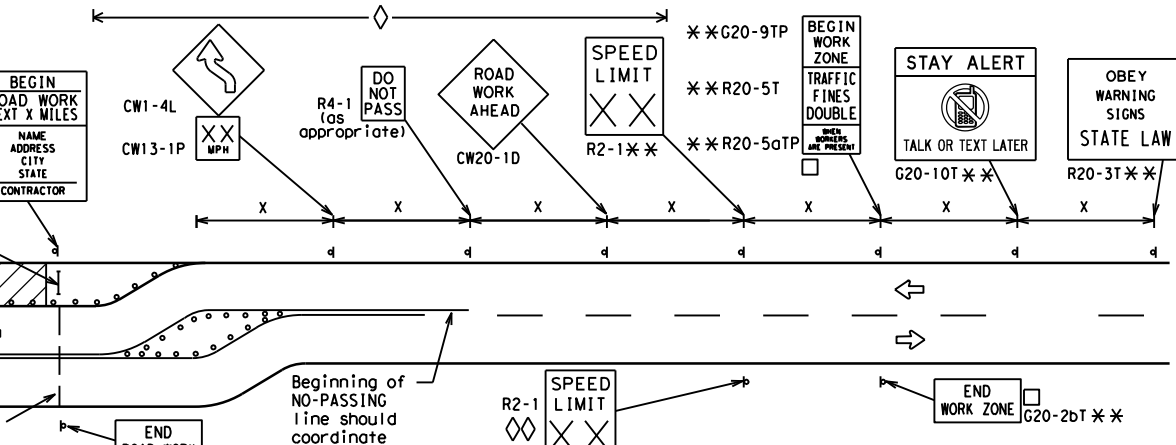 BEGIN
ROAD WORK
NEXT X MILES
NAME
ADDRESS
CITY
STATE
CONTRACTOR
CW1-4L
CW13-1P
XX
MPH
R4-1
(as
appropriate)
DO
NOT
PASS
ROAD
WORK
AHEAD
CW20-1D
SPEED
LIMIT
XX
R2-1**
**G20-9TP
**R20-5T
**R20-5aTP
BEGIN
WORK
ZONE
TRAFFIC
FINES
DOUBLE
WHEN
WORKERS
ARE PRESENT
STAY ALERT
TALK OR TEXT LATER
G20-10T**
OBEY
WARNING
SIGNS
STATE LAW
R20-3T**
X X X X X X X
Beginning of
NO-PASSING
line should
coordinate
R2-1
SPEED
LIMIT
XX
END
WORK ZONE
G20-2bT**
END
ROAD WORK